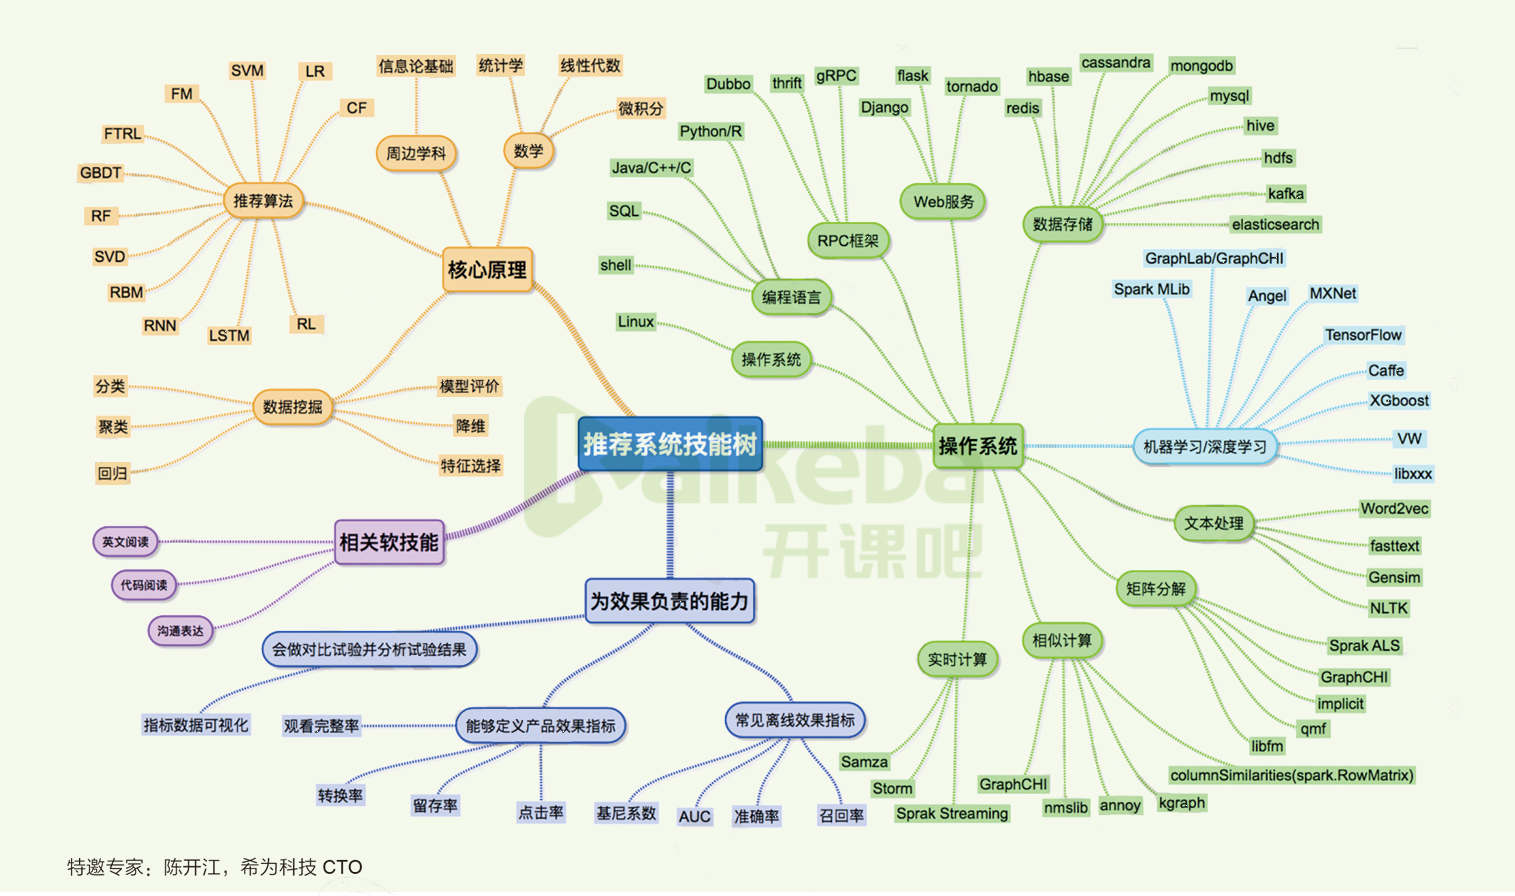 推荐系统技能树
核心原理
推荐算法
CF
LR
SVM
FM
FTRL
GBDT
RF
SVD
RBM
RNN
LSTM
RL
周边学科
信息论基础
数学
统计学
线性代数
微积分
数据挖掘
分类
聚类
回归
模型评价
降维
特征选择
相关软技能
英文阅读
代码阅读
沟通表达
为效果负责的能力
会做对比试验并分析试验结果
指标数据可视化
能够定义产品效果指标
观看完整率
转换率
留存率
点击率
常见离线效果指标
基尼系数
AUC
准确率
召回率
操作系统
操作系统
Linux
编程语言
Python/R
Java/C++/C
SQL
shell
RPC框架
Dubbo
thrift
gRPC
Web服务
Django
flask
tornado
数据存储
redis
hbase
cassandra
mongodb
mysql
hive
hdfs
kafka
elasticsearch
机器学习/深度学习
Spark MLib
GraphLab/GraphCHI
Angel
MXNet
TensorFlow
Caffe
XGboost
VW
libxxx
文本处理
Word2vec
fasttext
Gensim
NLTK
矩阵分解
Sprak ALS
GraphCHI
implicit
qmf
libfm
相似计算
columnSimilarities(spark.RowMatrix)
kgraph
annoy
nmslib
GraphCHI
实时计算
Samza
Storm
Sprak Streaming
Kaikeba
开课吧
特邀专家：陈开江，希为科技 CTO